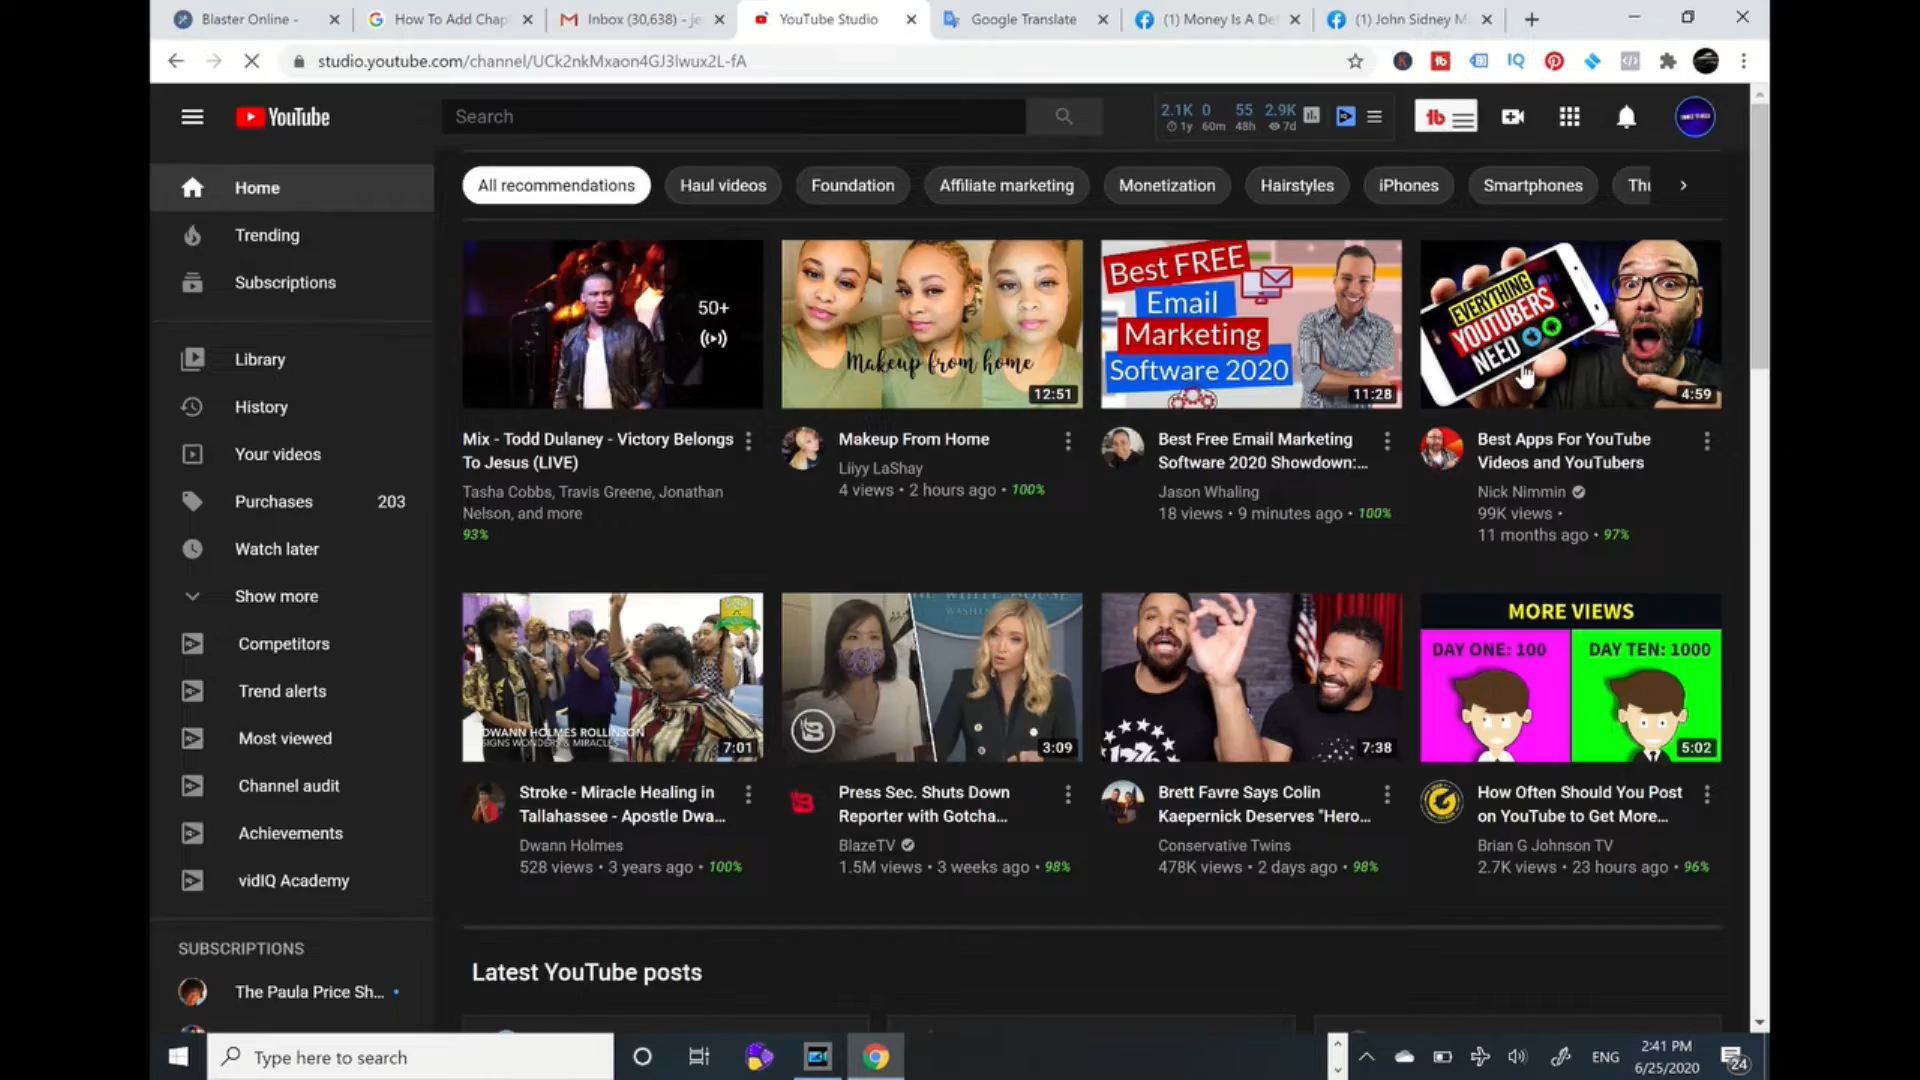 Blaster Online -
How To Add Chap
Inbox (30,638) - je
YouTube Studio
Google Translate
(1) Money Is A De
(1) John Sidney M
studio.youtube.com/channel/UCk2nkMxaon4GJ3lwux2L-fA
YouTube
Search
2.1K 0 55 2.9K
1y 60m 48h 7d
Home
Trending
Subscriptions
Library
History
Your videos
Purchases 203
Watch later
Show more
Competitors
Trend alerts
Most viewed
Channel audit
Achievements
vidIQ Academy
SUBSCRIPTIONS
The Paula Price Sh...
All recommendations
Haul videos
Foundation
Affiliate marketing
Monetization
Hairstyles
iPhones
Smartphones
Thu
50+
Makeup from home
12:51
Best FREE
Email
Marketing
Software 2020
11:28
EVERYTHING
YOUTUBERS
NEED
4:59
Mix - Todd Dulaney - Victory Belongs
To Jesus (LIVE)
Tasha Cobbs, Travis Greene, Jonathan
Nelson, and more
93%
Makeup From Home
Liiyy LaShay
4 views • 2 hours ago • 100%
Best Free Email Marketing
Software 2020 Showdown:...
Jason Whaling
18 views • 9 minutes ago • 100%
Best Apps For YouTube
Videos and YouTubers
Nick Nimmin
99K views •
11 months ago • 97%
DWANN HOLMES ROLLINSON
SIGNS WONDERS & MIRACLES
7:01
THE WHITE HOUSE
3:09
7:38
MORE VIEWS
DAY ONE: 100
DAY TEN: 1000
5:02
Stroke - Miracle Healing in
Tallahassee - Apostle Dwa...
Dwann Holmes
528 views • 3 years ago • 100%
Press Sec. Shuts Down
Reporter with Gotcha...
BlazeTV
1.5M views • 3 weeks ago • 98%
Brett Favre Says Colin
Kaepernick Deserves "Hero...
Conservative Twins
478K views • 2 days ago • 98%
How Often Should You Post
on YouTube to Get More...
Brian G Johnson TV
2.7K views • 23 hours ago • 96%
Latest YouTube posts
Type here to search
ENG
2:41 PM
6/25/2020
24